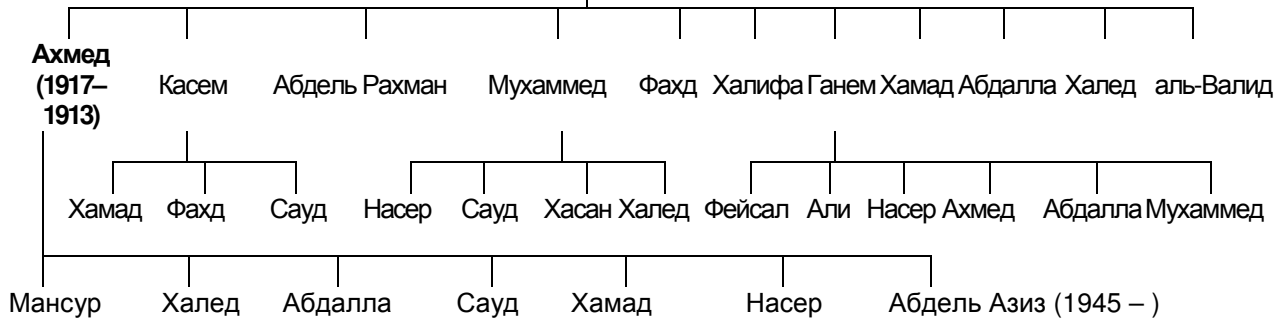 Ахмед
(1917–
1913)
Касем Абдель Рахман Мухаммед Фахд Халифа Ганем Хамад Абдалла Халед аль-Валид
Хамад Фахд Сауд Насер Сауд Хасан Халед Фейсал Али Насер Ахмед Абдалла Мухаммед
Мансур Халед Абдалла Сауд Хамад Насер Абдель Азиз (1945 – )